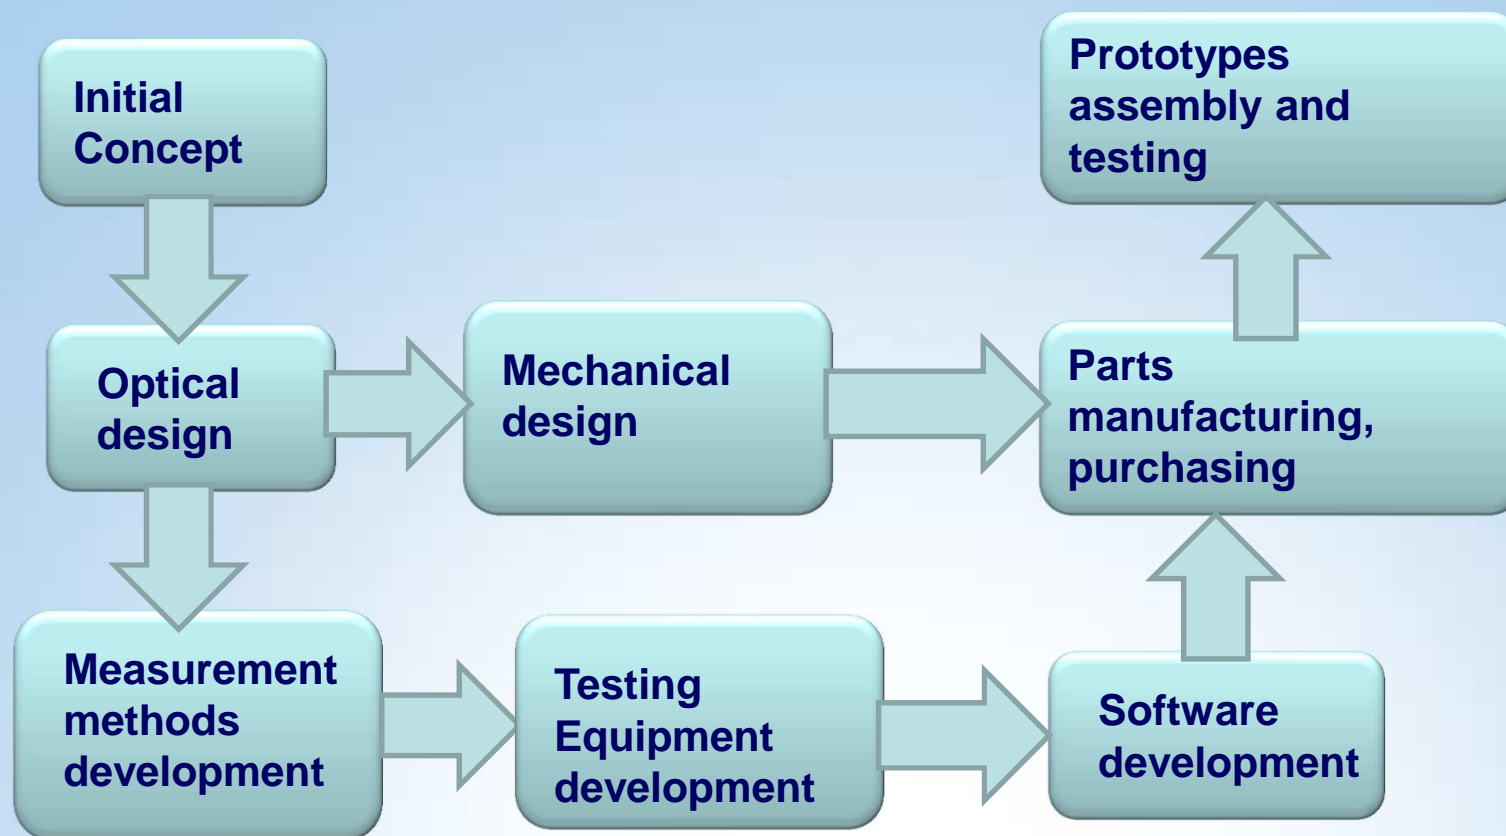 Initial
Concept
Prototypes
assembly and
testing
Optical
design
Mechanical
design
Parts
manufacturing,
purchasing
Measurement
methods
development
Testing
Equipment
development
Software
development